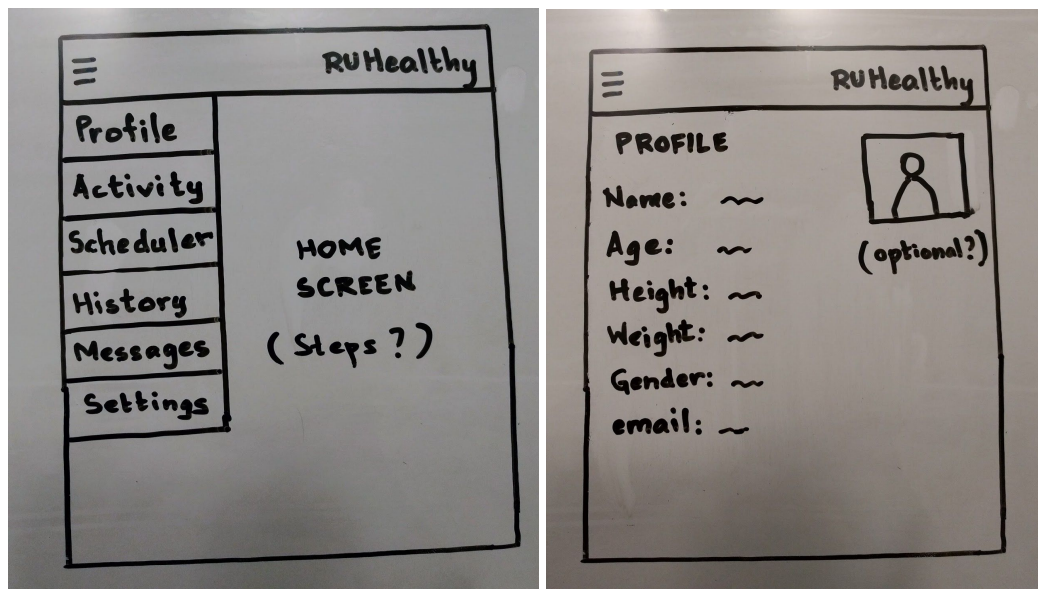 RUHealthy
Profile
Activity
Scheduler
History
Messages
Settings
HOME
SCREEN
(Steps?)
RUHealthy
PROFILE
Name:
Age:
Height:
Weight:
Gender:
email:
(optional?)